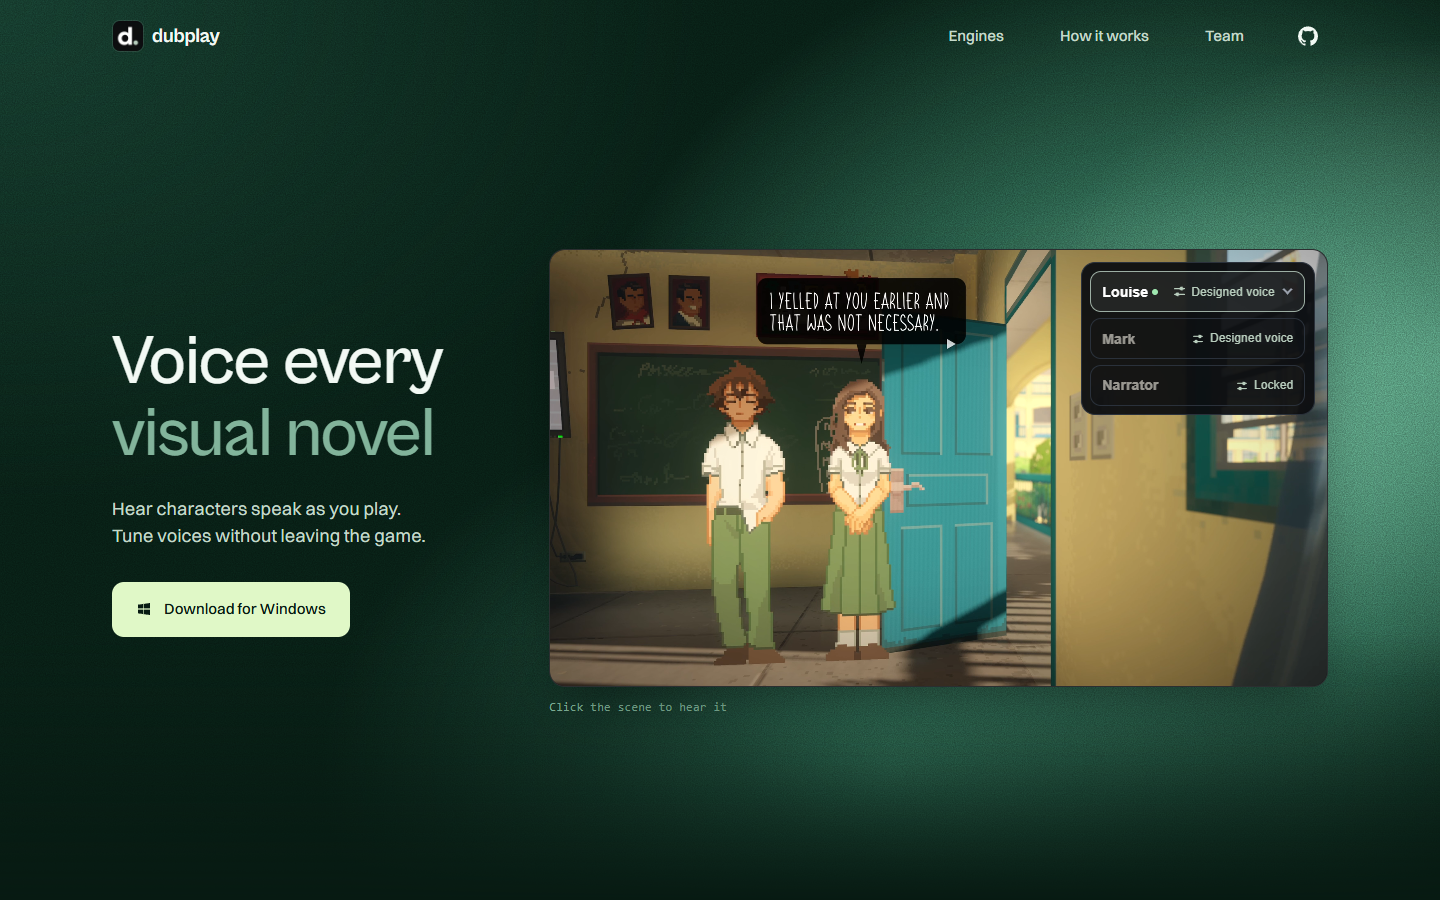 d. dubplay
Engines
How it works
Team
I YELLED AT YOU EARLIER AND
THAT WAS NOT NECESSARY.
Louise
Designed voice
Mark
Designed voice
Narrator
Locked
Voice every
visual novel
Hear characters speak as you play.
Tune voices without leaving the game.
Download for Windows
Click the scene to hear it